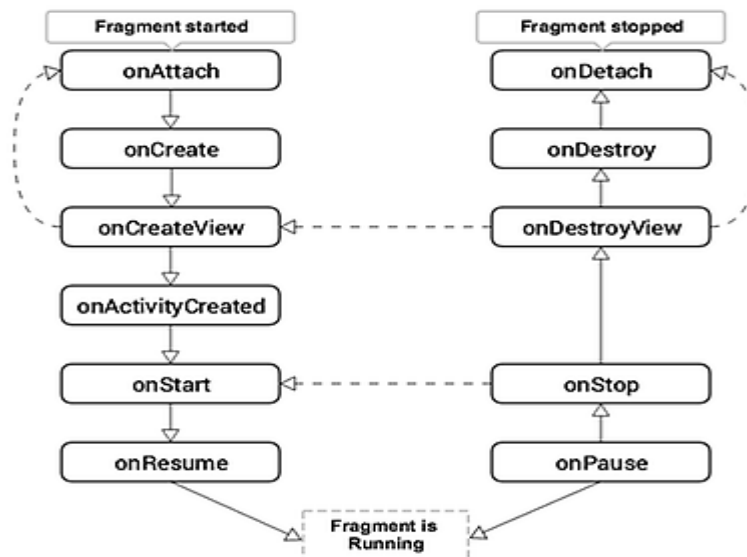 Fragment started
Fragment stopped
onAttach
onDetach
onCreate
onDestroy
onCreateView
onDestroyView
onActivityCreated
onStart
onStop
onResume
onPause
Fragment is
Running